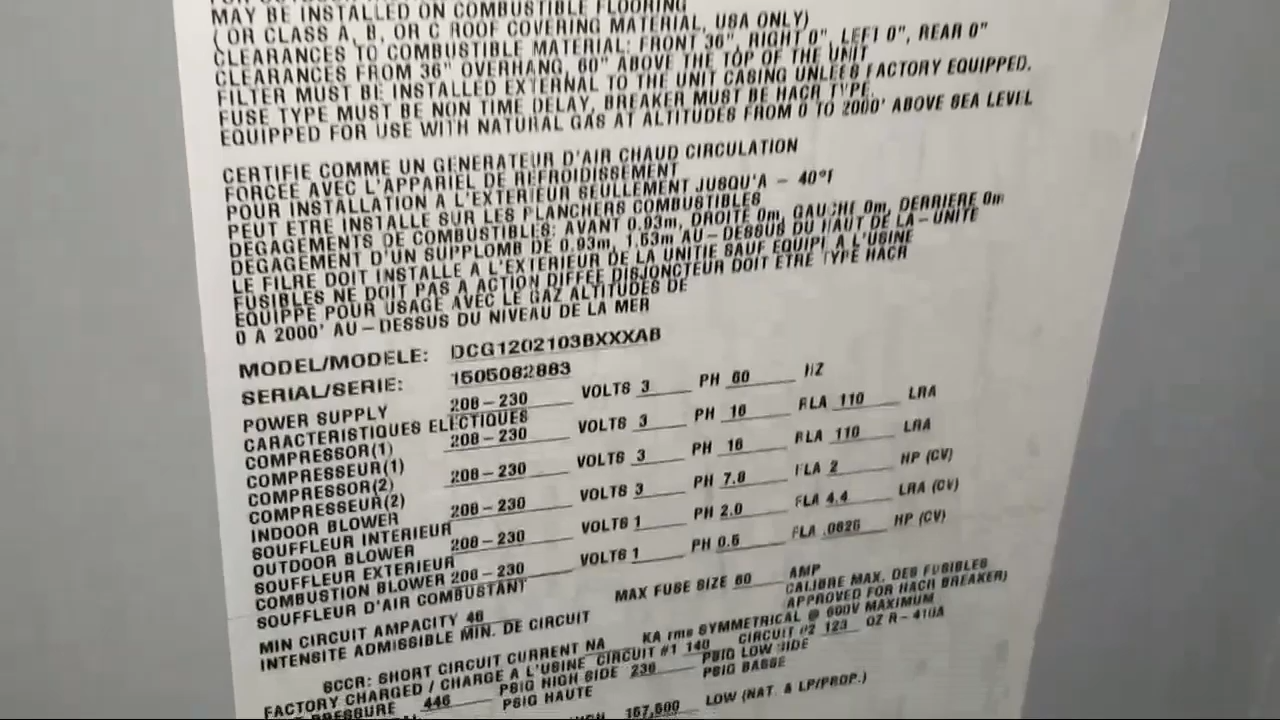 MAY BE INSTALLED ON COMBUSTIBLE FLOORING
( OR CLASS A, B, OR C ROOF COVERING MATERIAL, USA ONLY)
CLEARANCES TO COMBUSTIBLE MATERIAL: FRONT 36", RIGHT 0", LEFT 0", REAR 0"
CLEARANCES FROM 36" OVERHANG, 60" ABOVE THE TOP OF THE UNIT
FILTER MUST BE INSTALLED EXTERNAL TO THE UNIT CASING UNLESS FACTORY EQUIPPED.
FUSE TYPE MUST BE NON TIME DELAY, BREAKER MUST BE HACR TYPE.
EQUIPPED FOR USE WITH NATURAL GAS AT ALTITUDES FROM 0 TO 2000' ABOVE SEA LEVEL
CERTIFIE COMME UN GENERATEUR D'AIR CHAUD CIRCULATION
FORCEE AVEC L'APPARIEL DE REFROIDISSEMENT
POUR INSTALLATION A L'EXTERIEUR SEULLEMENT JUSQU'A - 40°F
PEUT ETRE INSTALLE SUR LES PLANCHERS COMBUSTIBLES
DEGAGEMENTS DE COMBUSTIBLES: AVANT 0.93m, DROITE 0m, GAUCHE 0m, DERRIERE 0m
DEGAGEMENT D'UN SUPPLOMB DE 0.93m, 1.53m AU-DESSUS DU HAUT DE LA-UNITE
LE FILRE DOIT INSTALLE A L'EXTERIEUR DE LA UNITIE SAUF EQUIPI A L'USINE
FUSIBLES NE DOIT PAS A ACTION DIFFEE DISJONCTEUR DOIT ETRE TYPE HACR
EQUIPPE POUR USAGE AVEC LE GAZ ALTITUDES DE
0 A 2000' AU-DESSUS DU NIVEAU DE LA MER
MODEL/MODELE: DCG1202103BXXXAB
SERIAL/SERIE: 1505082883
POWER SUPPLY 208-230 VOLTS 3 PH 60 HZ
CARACTERISTIQUES ELECTIQUES
COMPRESSOR(1) 208-230 VOLTS 3 PH 16 RLA 110 LRA
COMPRESSEUR(1)
COMPRESSOR(2) 208-230 VOLTS 3 PH 16 RLA 110 LRA
COMPRESSEUR(2)
INDOOR BLOWER 208-230 VOLTS 3 PH 7.8 FLA 2 HP (CV)
SOUFFLEUR INTERIEUR
OUTDOOR BLOWER 208-230 VOLTS 1 PH 2.0 FLA 4.4 LRA (CV)
SOUFFLEUR EXTERIEUR
COMBUSTION BLOWER 208-230 VOLTS 1 PH 0.6 FLA .0826 HP (CV)
SOUFFLEUR D'AIR COMBUSTANT
MIN CIRCUIT AMPACITY 46 MAX FUSE SIZE 60 AMP
INTENSITE ADMISSIBLE MIN. DE CIRCUIT CALIBRE MAX. DES FUSIBLES
APPROVED FOR HACR BREAKER)
SCCR: SHORT CIRCUIT CURRENT NA KA rms SYMMETRICAL @ 600V MAXIMUM
FACTORY CHARGED / CHARGE A L'USINE CIRCUIT #1 140 CIRCUIT #2 123 OZ R-410A
PRESSURE 446 PSIG HIGH SIDE 236 PSIG LOW SIDE
PSIG HAUTE PSIG BASSE
157,500 LOW (NAT. & LP/PROP.)